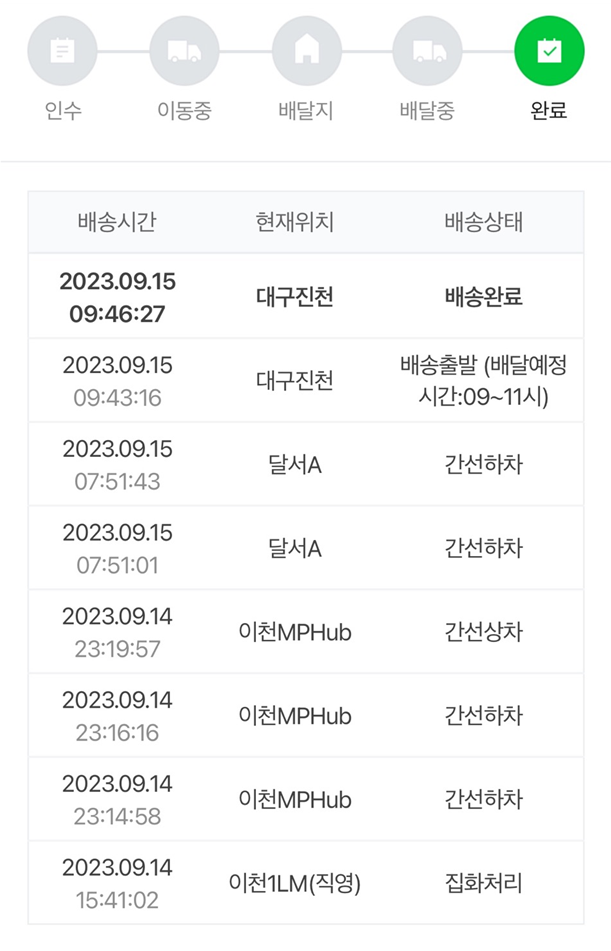 인수 이동중 배달지 배달중 완료
배송시간 현재위치 배송상태
2023.09.15
09:46:27
대구진천
배송완료
2023.09.15
09:43:16
대구진천
배송출발 (배달예정
시간:09~11시)
2023.09.15
07:51:43
달서A
간선하차
2023.09.15
07:51:01
달서A
간선하차
2023.09.14
23:19:57
이천MPHub
간선상차
2023.09.14
23:16:16
이천MPHub
간선하차
2023.09.14
23:14:58
이천MPHub
간선하차
2023.09.14
15:41:02
이천1LM(직영)
집화처리